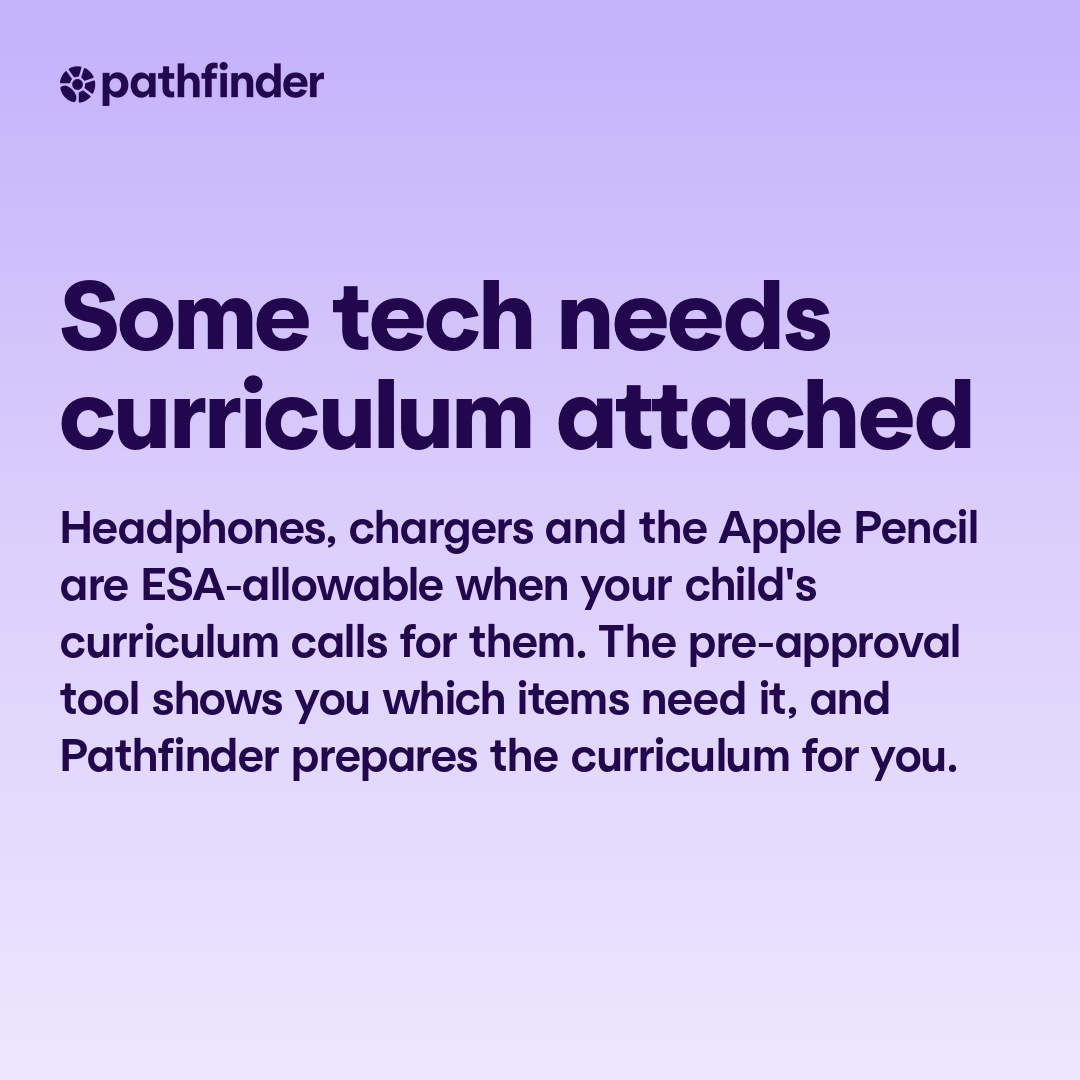 pathfinder
Some tech needs
curriculum attached
Headphones, chargers and the Apple Pencil
are ESA-allowable when your child's
curriculum calls for them. The pre-approval
tool shows you which items need it, and
Pathfinder prepares the curriculum for you.